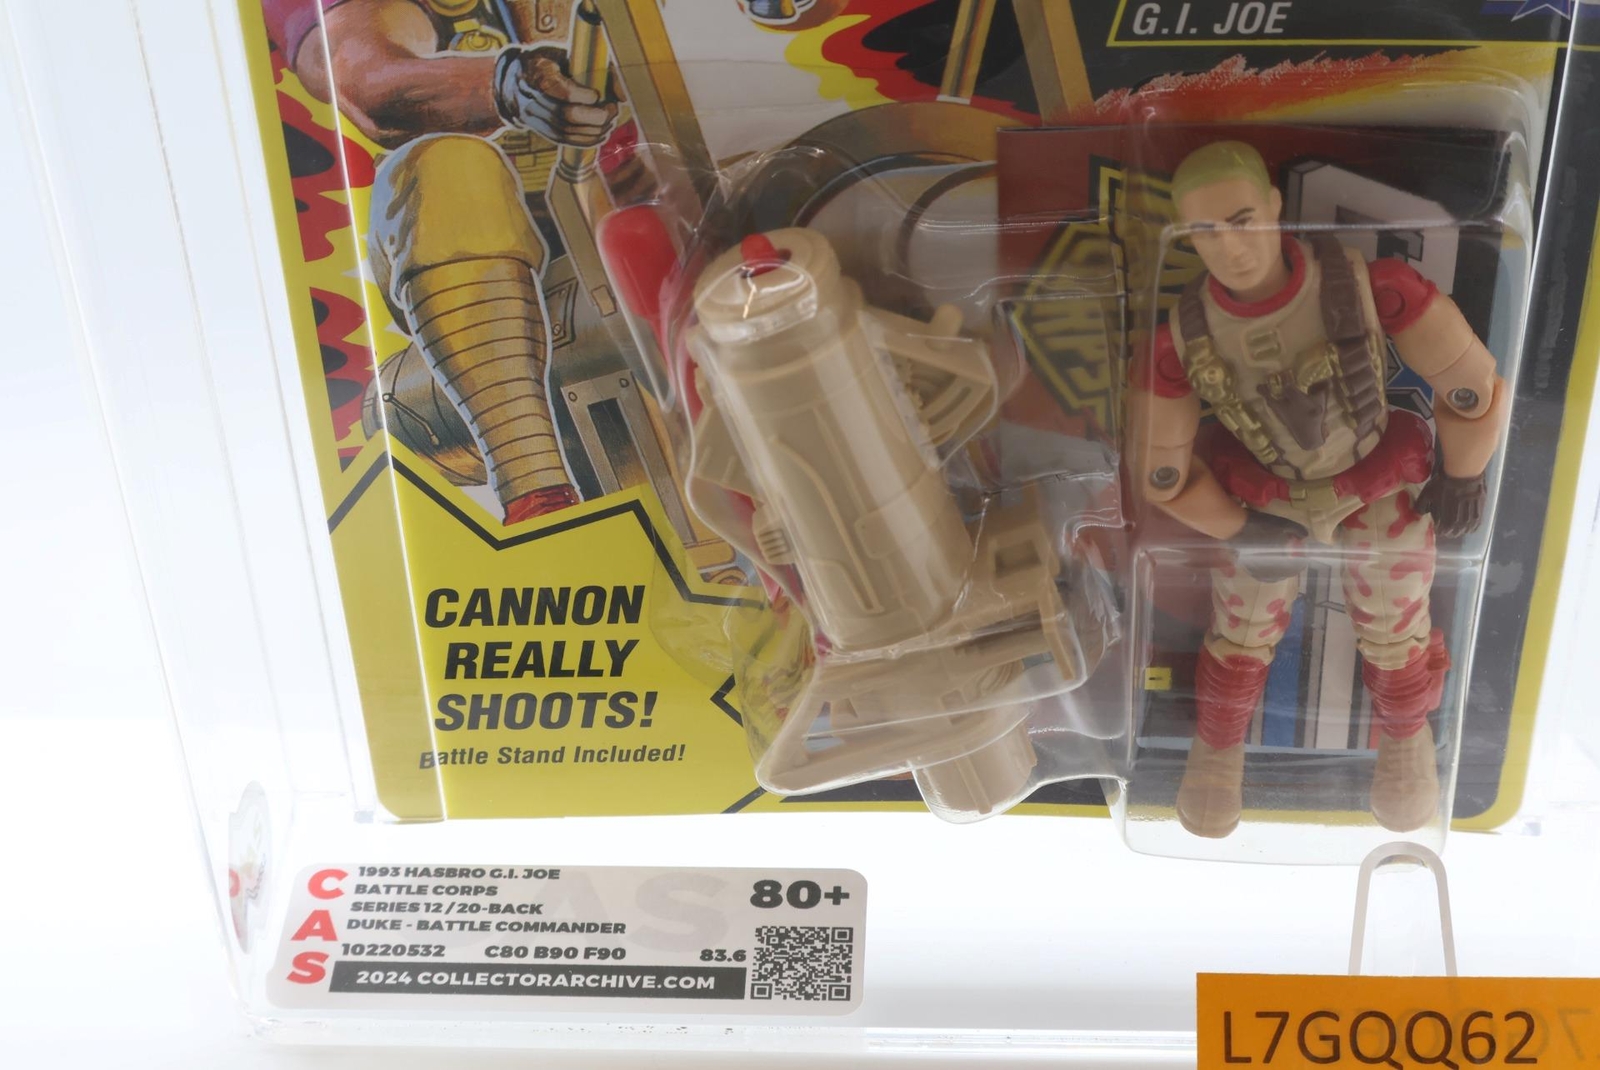 G.I. JOE
CANNON
REALLY
SHOOTS!
Battle Stand Included!
CAS
1993 HASBRO G.I. JOE
BATTLE CORPS
SERIES 12 / 20-BACK
DUKE - BATTLE COMMANDER
10220532 C80 B90 F90 83.6
80+
2024 COLLECTORARCHIVE.COM
L7GQQ62